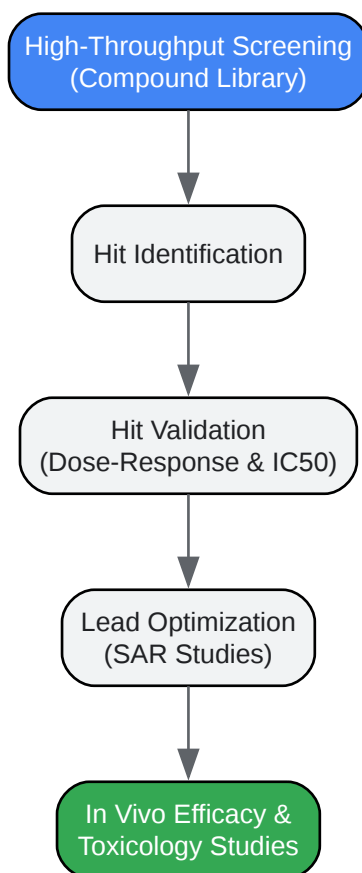 High-Throughput Screening
(Compound Library)
Hit Identification
Hit Validation
(Dose-Response & IC50)
Lead Optimization
(SAR Studies)
In Vivo Efficacy &
Toxicology Studies